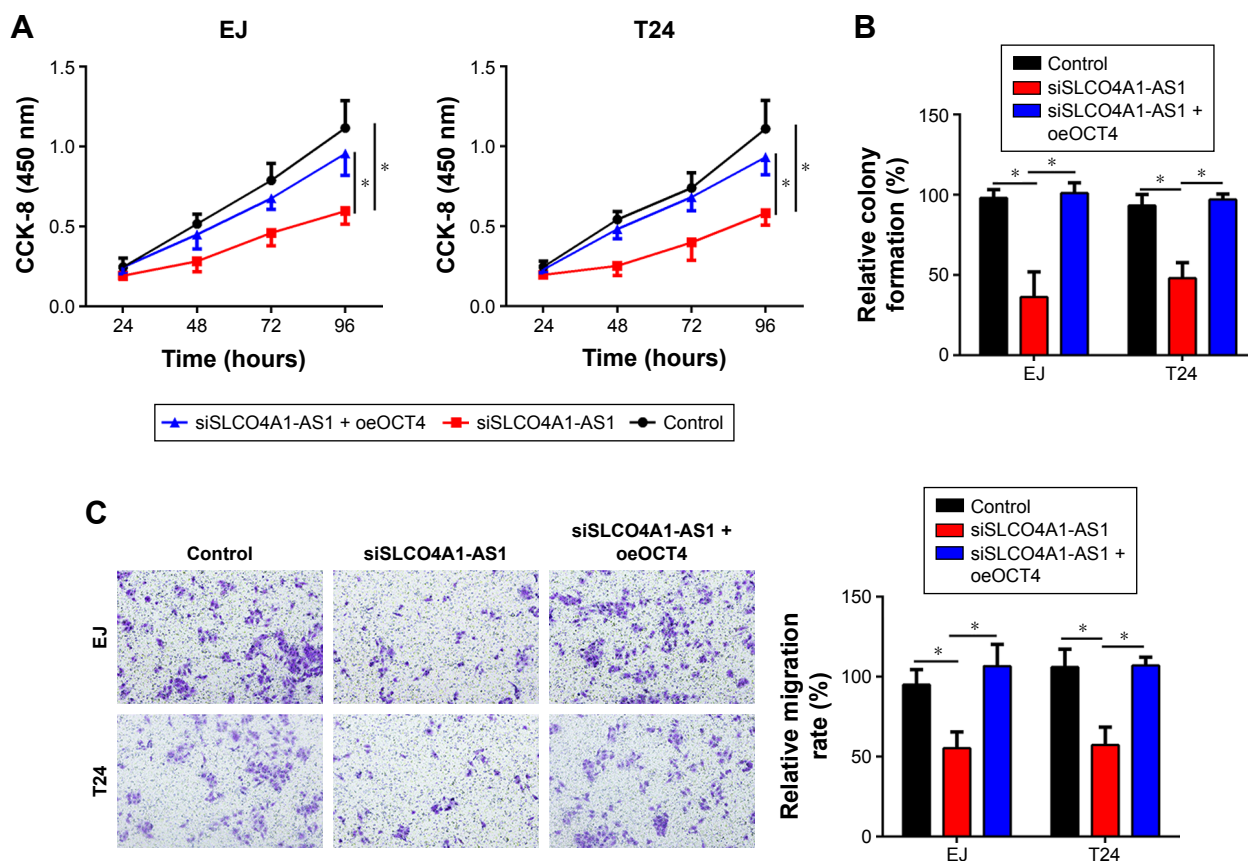 A
EJ
CCK-8 (450 nm)
1.5
1.0
0.5
0.0
24 48 72 96
Time (hours)
*
*
T24
CCK-8 (450 nm)
1.5
1.0
0.5
0.0
24 48 72 96
Time (hours)
*
*
siSLCO4A1-AS1 + oeOCT4 siSLCO4A1-AS1 Control
B
Control
siSLCO4A1-AS1
siSLCO4A1-AS1 +
oeOCT4
Relative colony
formation (%)
150
100
50
0
* * * *
EJ T24
C
Control siSLCO4A1-AS1 siSLCO4A1-AS1 +
oeOCT4
EJ
T24
Control
siSLCO4A1-AS1
siSLCO4A1-AS1 +
oeOCT4
Relative migration
rate (%)
150
100
50
0
* * * *
EJ T24